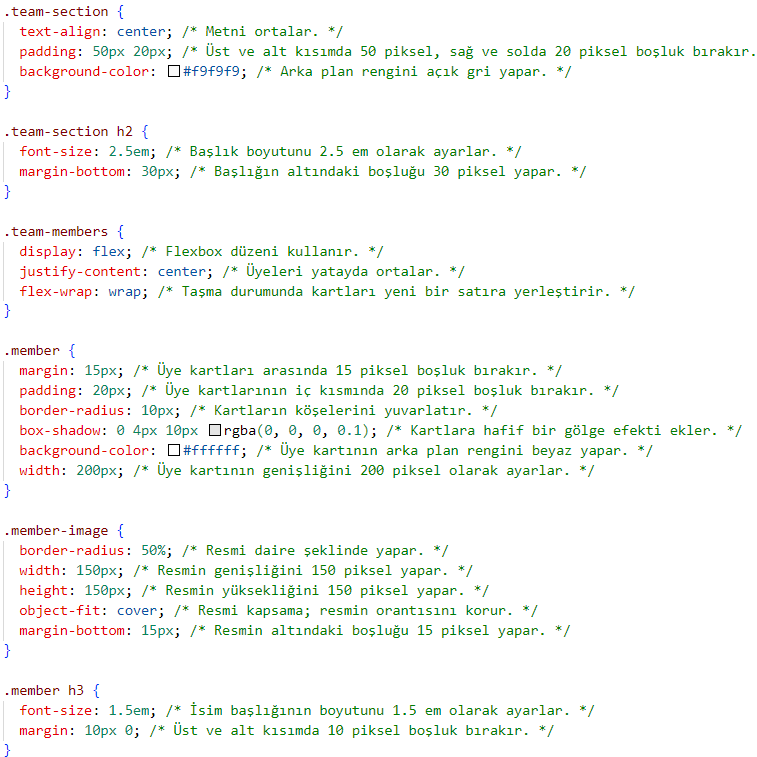 .team-section {
  text-align: center; /* Metni ortalar. */
  padding: 50px 20px; /* Üst ve alt kısımda 50 piksel, sağ ve solda 20 piksel boşluk bırakır.
  background-color: #f9f9f9; /* Arka plan rengini açık gri yapar. */
}

.team-section h2 {
  font-size: 2.5em; /* Başlık boyutunu 2.5 em olarak ayarlar. */
  margin-bottom: 30px; /* Başlığın altındaki boşluğu 30 piksel yapar. */
}

.team-members {
  display: flex; /* Flexbox düzeni kullanır. */
  justify-content: center; /* Üyeleri yatayda ortalar. */
  flex-wrap: wrap; /* Taşma durumunda kartları yeni bir satıra yerleştirir. */
}

.member {
  margin: 15px; /* Üye kartları arasında 15 piksel boşluk bırakır. */
  padding: 20px; /* Üye kartlarının iç kısmında 20 piksel boşluk bırakır. */
  border-radius: 10px; /* Kartların köşelerini yuvarlatır. */
  box-shadow: 0 4px 10px rgba(0, 0, 0, 0.1); /* Kartlara hafif bir gölge efekti ekler. */
  background-color: #ffffff; /* Üye kartının arka plan rengini beyaz yapar. */
  width: 200px; /* Üye kartının genişliğini 200 piksel olarak ayarlar. */
}

.member-image {
  border-radius: 50%; /* Resmi daire şeklinde yapar. */
  width: 150px; /* Resmin genişliğini 150 piksel yapar. */
  height: 150px; /* Resmin yüksekliğini 150 piksel yapar. */
  object-fit: cover; /* Resmi kapsama; resmin orantısını korur. */
  margin-bottom: 15px; /* Resmin altındaki boşluğu 15 piksel yapar. */
}

.member h3 {
  font-size: 1.5em; /* İsim başlığının boyutunu 1.5 em olarak ayarlar. */
  margin: 10px 0; /* Üst ve alt kısımda 10 piksel boşluk bırakır. */
}